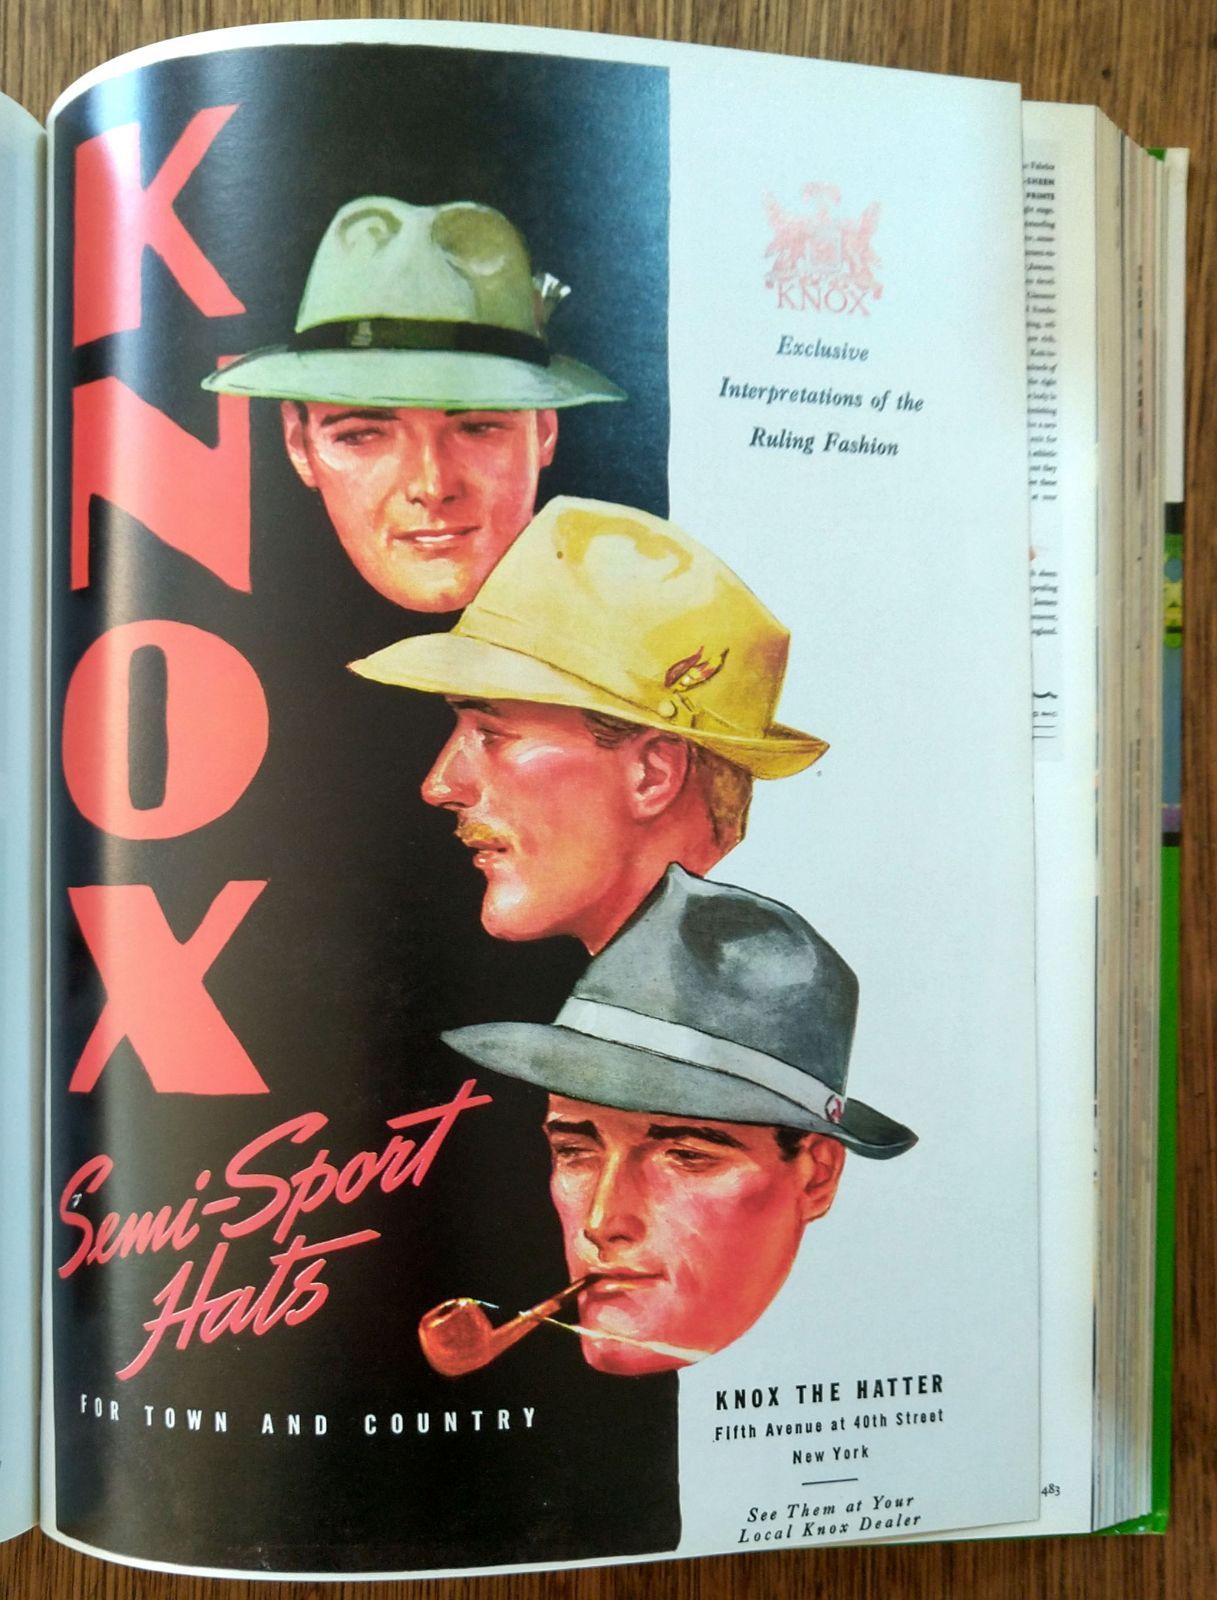 KNOX
Semi-Sport
Hats
FOR TOWN AND COUNTRY
KNOX
Exclusive
Interpretations of the
Ruling Fashion
KNOX THE HATTER
Fifth Avenue at 40th Street
New York
See Them at Your
Local Knox Dealer
483